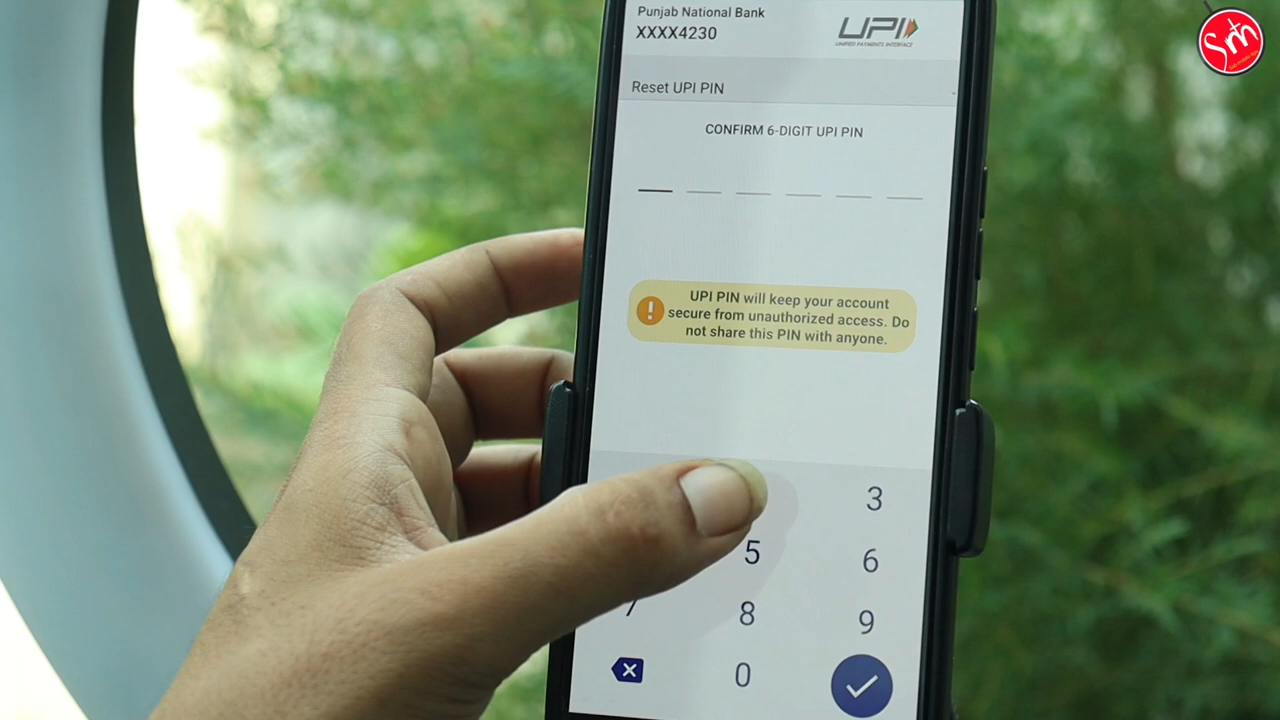 Punjab National Bank
XXXX4230
UPI
UNIFIED PAYMENTS INTERFACE
Reset UPI PIN
CONFIRM 6-DIGIT UPI PIN
UPI PIN will keep your account
secure from unauthorized access. Do
not share this PIN with anyone.
3
5
6
7
8
9
0
Smh